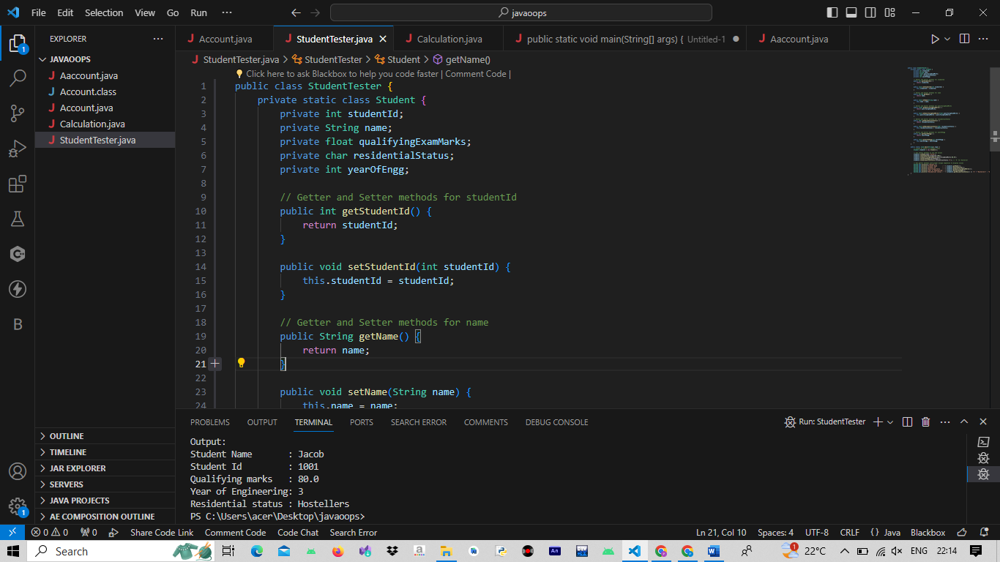 File Edit Selection View Go Run ··· javaoops
EXPLORER ···
JAVAOOPS
Aaccount.java
Account.class
Account.java
Calculation.java
StudentTester.java
OUTLINE
TIMELINE
JAR EXPLORER
SERVERS
JAVA PROJECTS
AE COMPOSITION OUTLINE
Account.java StudentTester.java Calculation.java public static void main(String[] args) { Untitled-1 Aaccount.java
StudentTester.java > StudentTester > Student > getName()
Click here to ask Blackbox to help you code faster | Comment Code |
1 public class StudentTester {
2 private static class Student {
3 private int studentId;
4 private String name;
5 private float qualifyingExamMarks;
6 private char residentialStatus;
7 private int yearOfEngg;
8
9 // Getter and Setter methods for studentId
10 public int getStudentId() {
11 return studentId;
12 }
13
14 public void setStudentId(int studentId) {
15 this.studentId = studentId;
16 }
17
18 // Getter and Setter methods for name
19 public String getName() {
20 return name;
21 }
22
23 public void setName(String name) {
24 this.name = name;
PROBLEMS OUTPUT TERMINAL PORTS SEARCH ERROR COMMENTS DEBUG CONSOLE Run: StudentTester
Output:
Student Name : Jacob
Student Id : 1001
Qualifying marks : 80.0
Year of Engineering: 3
Residential status : Hostellers
PS C:\Users\acer\Desktop\javaoops>
0 0 0 Share Code Link Comment Code Code Chat Search Error Ln 21, Col 10 Spaces: 4 UTF-8 CRLF {} Java Blackbox
Search 22°C ENG 22:14